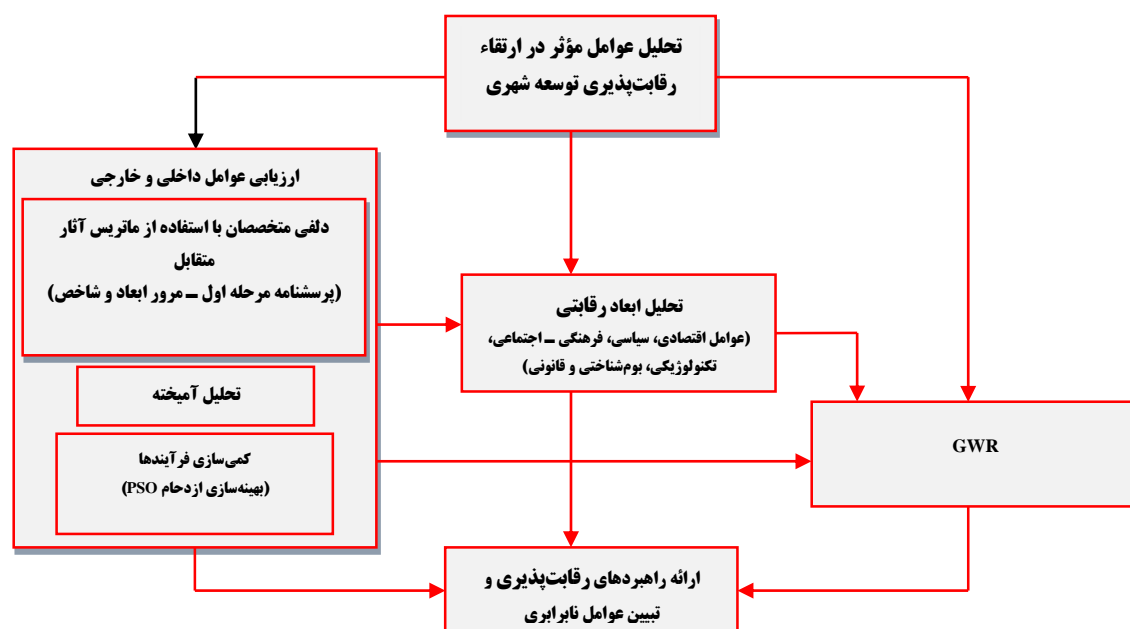 تحلیل عوامل مؤثر در ارتقاء
رقابت‌پذیری توسعه شهری
ارزیابی عوامل داخلی و خارجی
دلفی متخصصان با استفاده از ماتریس آثار
متقابل
(پرسشنامه مرحله اول – مرور ابعاد و شاخص)
تحلیل آمیخته
کمی‌سازی فرآیندها
(بهینه‌سازی ازدحام PSO)
تحلیل ابعاد رقابتی
(عوامل اقتصادی، سیاسی، فرهنگی – اجتماعی،
تکنولوژیکی، بوم‌شناختی و قانونی)
GWR
ارائه راهبردهای رقابت‌پذیری و
تبیین عوامل نابرابری